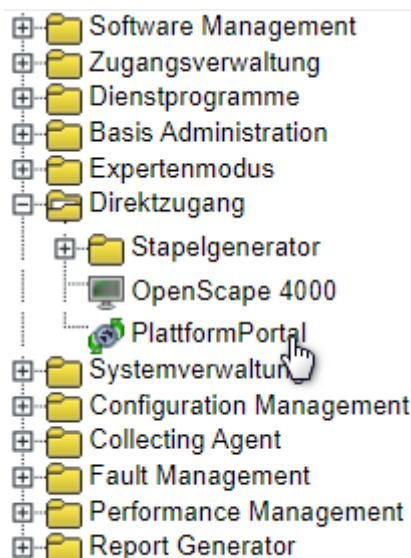 Software Management
Zugangsverwaltung
Dienstprogramme
Basis Administration
Expertenmodus
Direktzugang
Stapelgenerator
OpenScape 4000
PlattformPortal
Systemverwaltung
Configuration Management
Collecting Agent
Fault Management
Performance Management
Report Generator